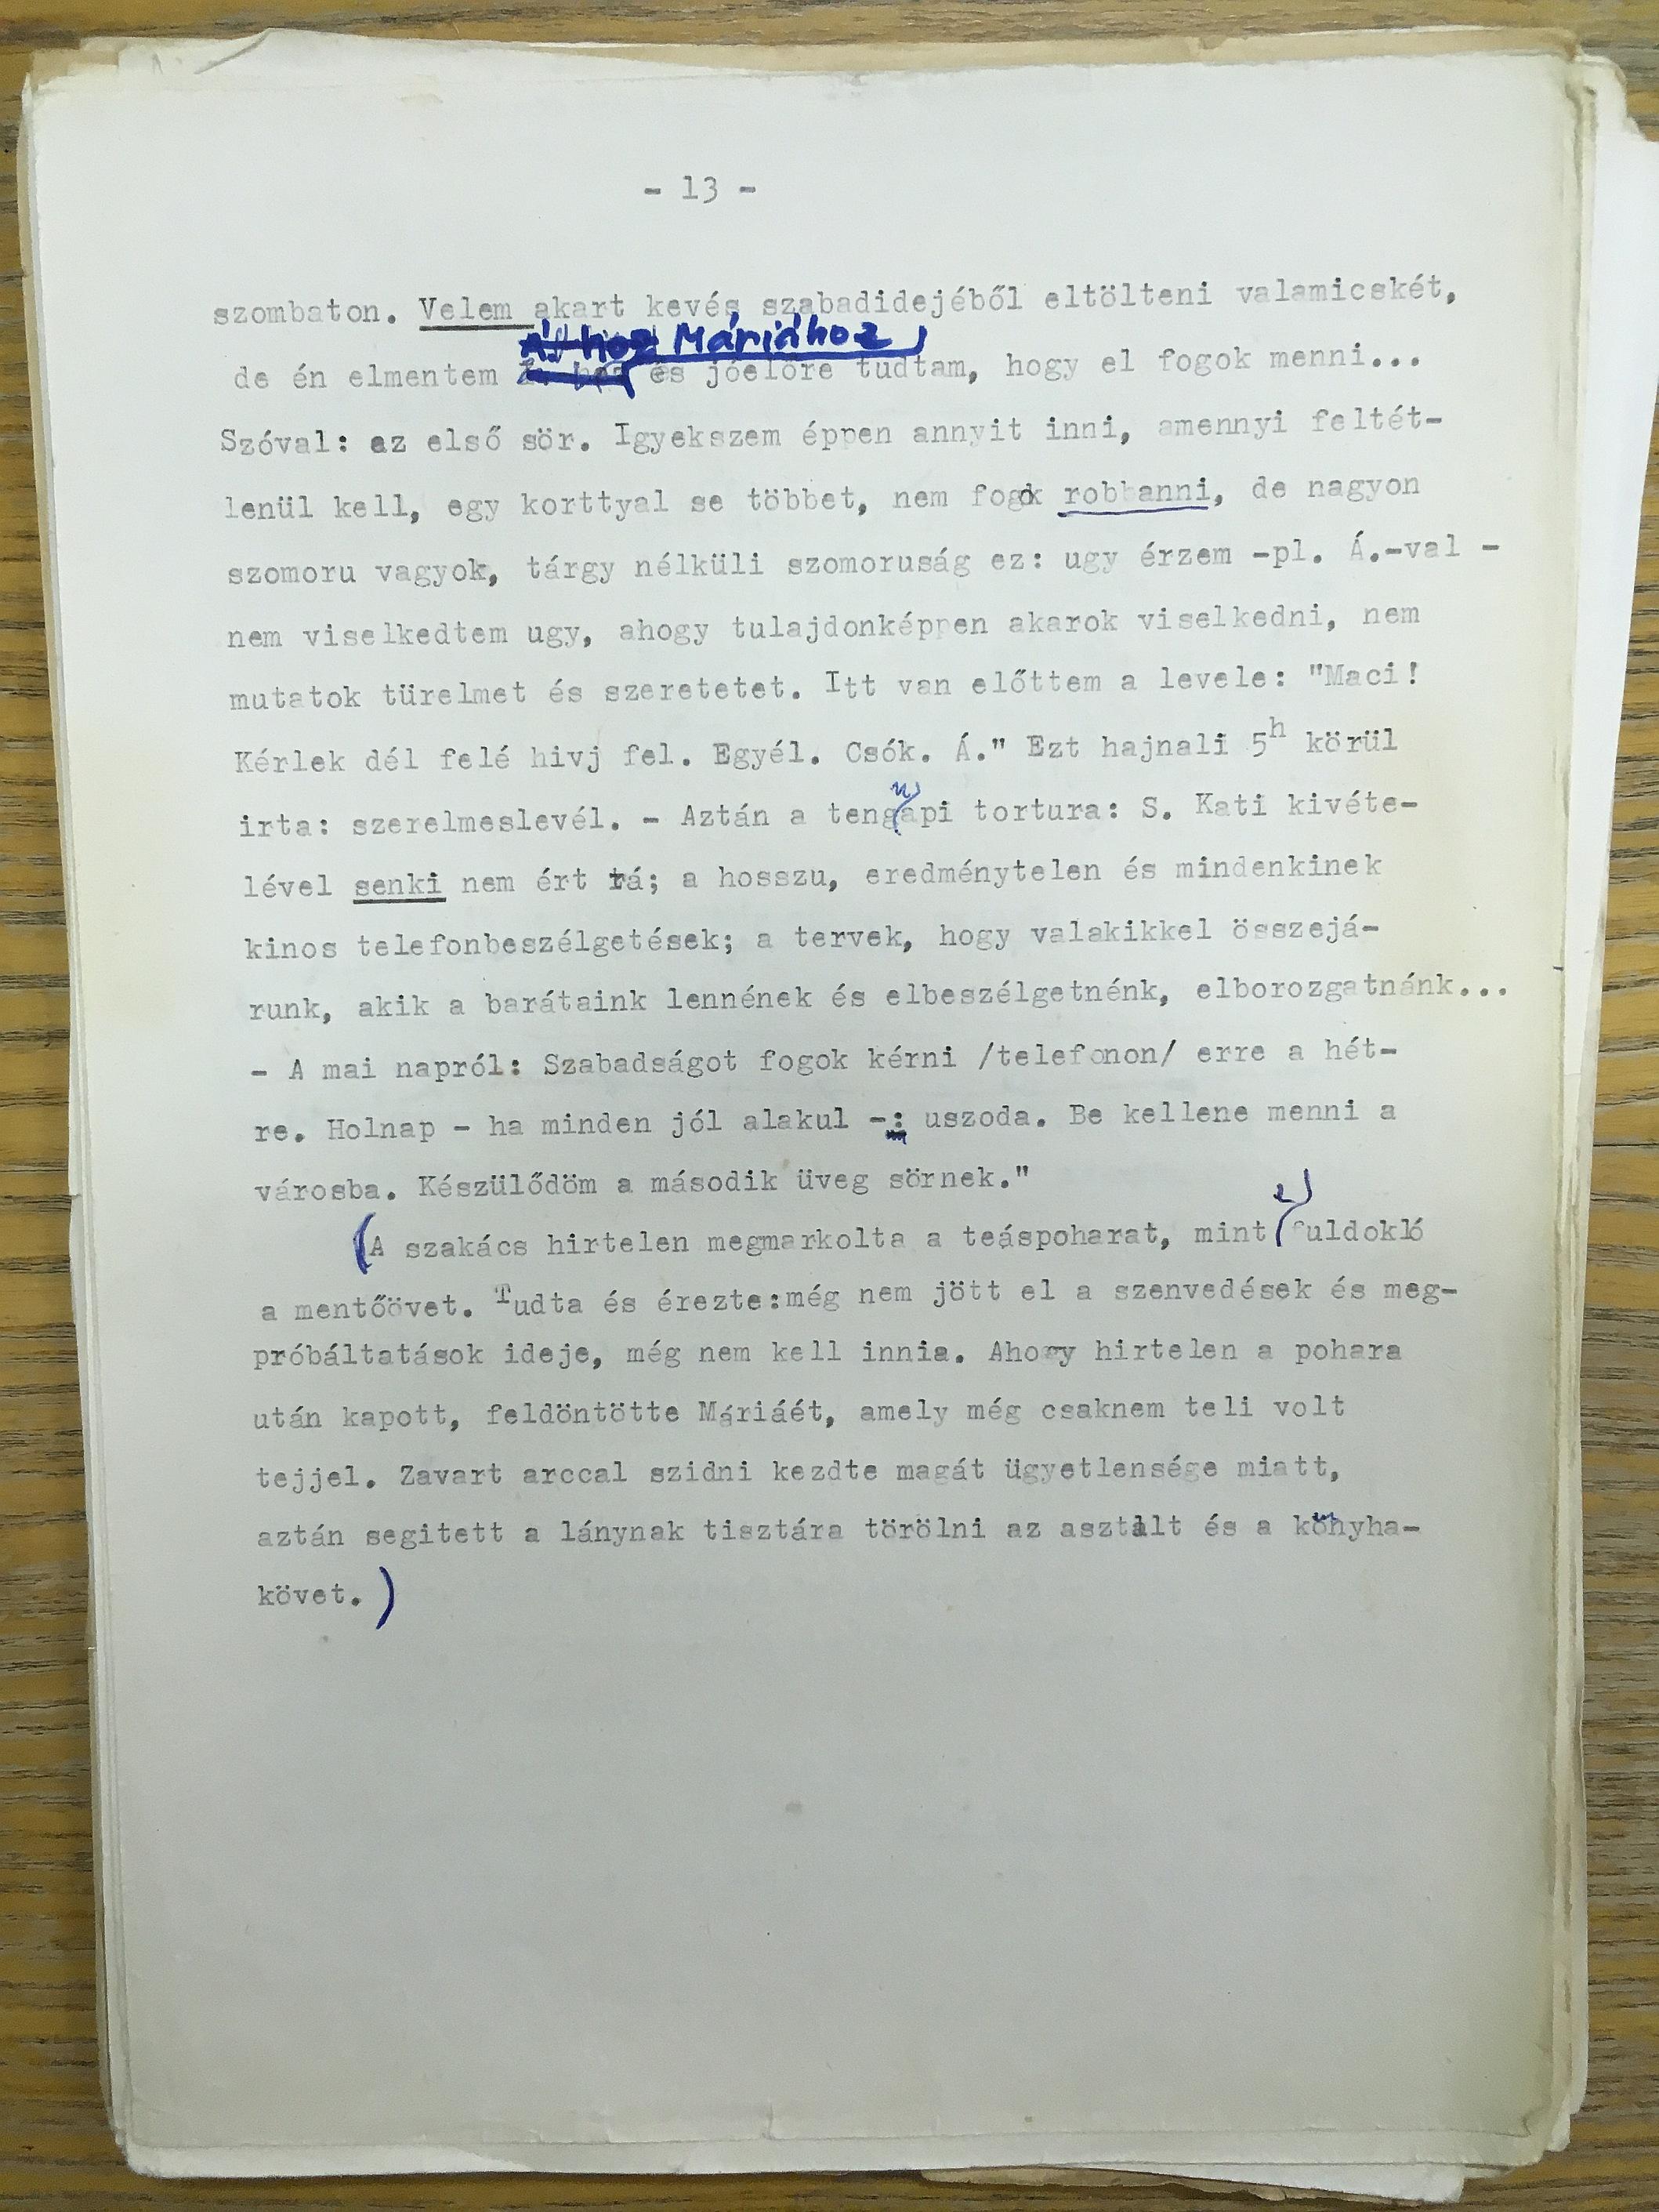 - 13 -
szombaton. Velem akart kevés szabadidejéből eltölteni valamicskét,
Á.-hoz Máriához
de én elmentem és jóelőre tudtam, hogy el fogok menni...
Szóval: az első sör. Igyekszem éppen annyit inni, amennyi feltét-
lenül kell, egy korttyal se többet, nem fogok robbanni, de nagyon
szomoru vagyok, tárgy nélküli szomoruság ez: ugy érzem -pl. Á.-val -
nem viselkedtem ugy, ahogy tulajdonképpen akarok viselkedni, nem
mutatok türelmet és szeretetet. Itt van előttem a levele: "Maci!
Kérlek dél felé hivj fel. Egyél. Csók. Á." Ezt hajnali 5h körül
irta: szerelmeslevél. - Aztán a tengapi tortura: S. Kati kivéte-
n
lével senki nem ért rá; a hosszu, eredménytelen és mindenkinek
kinos telefonbeszélgetések; a tervek, hogy valakikkel összejá-
runk, akik a barátaink lennének és elbeszélgetnénk, elborozgatnánk...
- A mai napról: Szabadságot fogok kérni /telefonon/ erre a hét-
re. Holnap - ha minden jól alakul -: uszoda. Be kellene menni a
városba. Készülődöm a második üveg sörnek."
(A szakács hirtelen megmarkolta a teáspoharat, mint fuldokló
a mentőövet. Tudta és érezte:még nem jött el a szenvedések és meg-
próbáltatások ideje, még nem kell innia. Ahogy hirtelen a pohara
után kapott, feldöntötte Máriáét, amely még csaknem teli volt
tejjel. Zavart arccal szidni kezdte magát ügyetlensége miatt,
aztán segitett a lánynak tisztára törölni az asztalt és a konyha-
követ.)